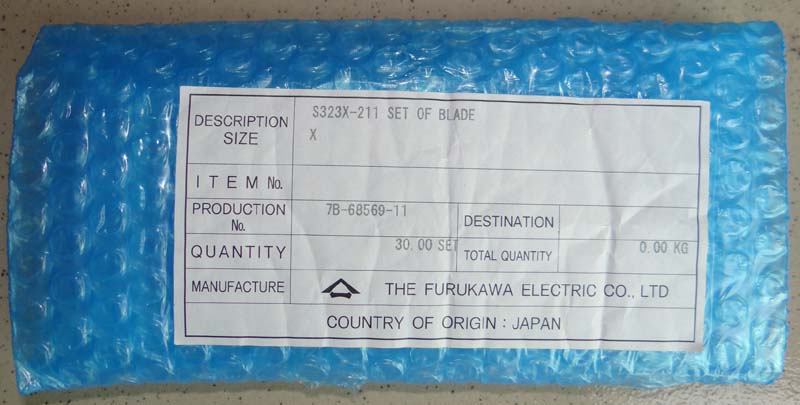 DESCRIPTION SIZE S323X-211 SET OF BLADE
X
ITEM No.
PRODUCTION No. 7B-68569-11 DESTINATION
QUANTITY 30.00 SET TOTAL QUANTITY 0.00 KG
MANUFACTURE THE FURUKAWA ELECTRIC CO., LTD
COUNTRY OF ORIGIN : JAPAN